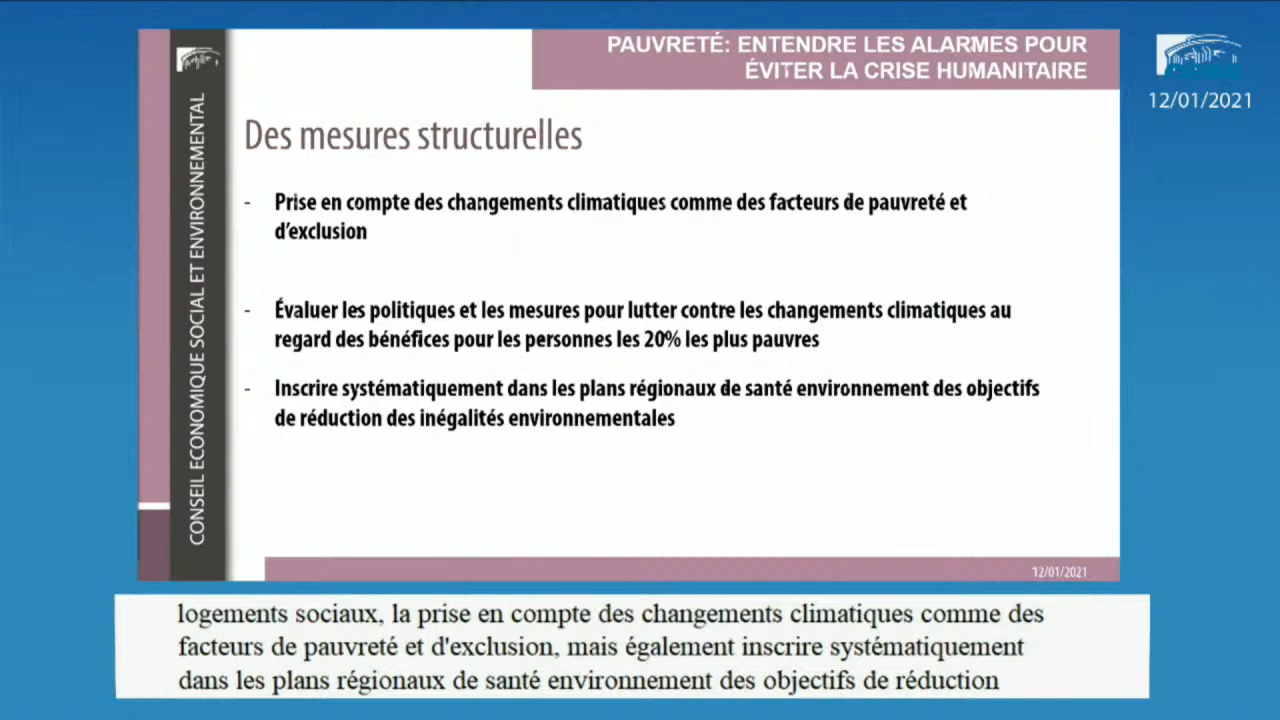 PAUVRETÉ: ENTENDRE LES ALARMES POUR
ÉVITER LA CRISE HUMANITAIRE
12/01/2021
CONSEIL ECONOMIQUE SOCIAL ET ENVIRONNEMENTAL
Des mesures structurelles
- Prise en compte des changements climatiques comme des facteurs de pauvreté et
d'exclusion
- Évaluer les politiques et les mesures pour lutter contre les changements climatiques au
regard des bénéfices pour les personnes les 20% les plus pauvres
- Inscrire systématiquement dans les plans régionaux de santé environnement des objectifs
de réduction des inégalités environnementales
12/01/2021
logements sociaux, la prise en compte des changements climatiques comme des
facteurs de pauvreté et d'exclusion, mais également inscrire systématiquement
dans les plans régionaux de santé environnement des objectifs de réduction